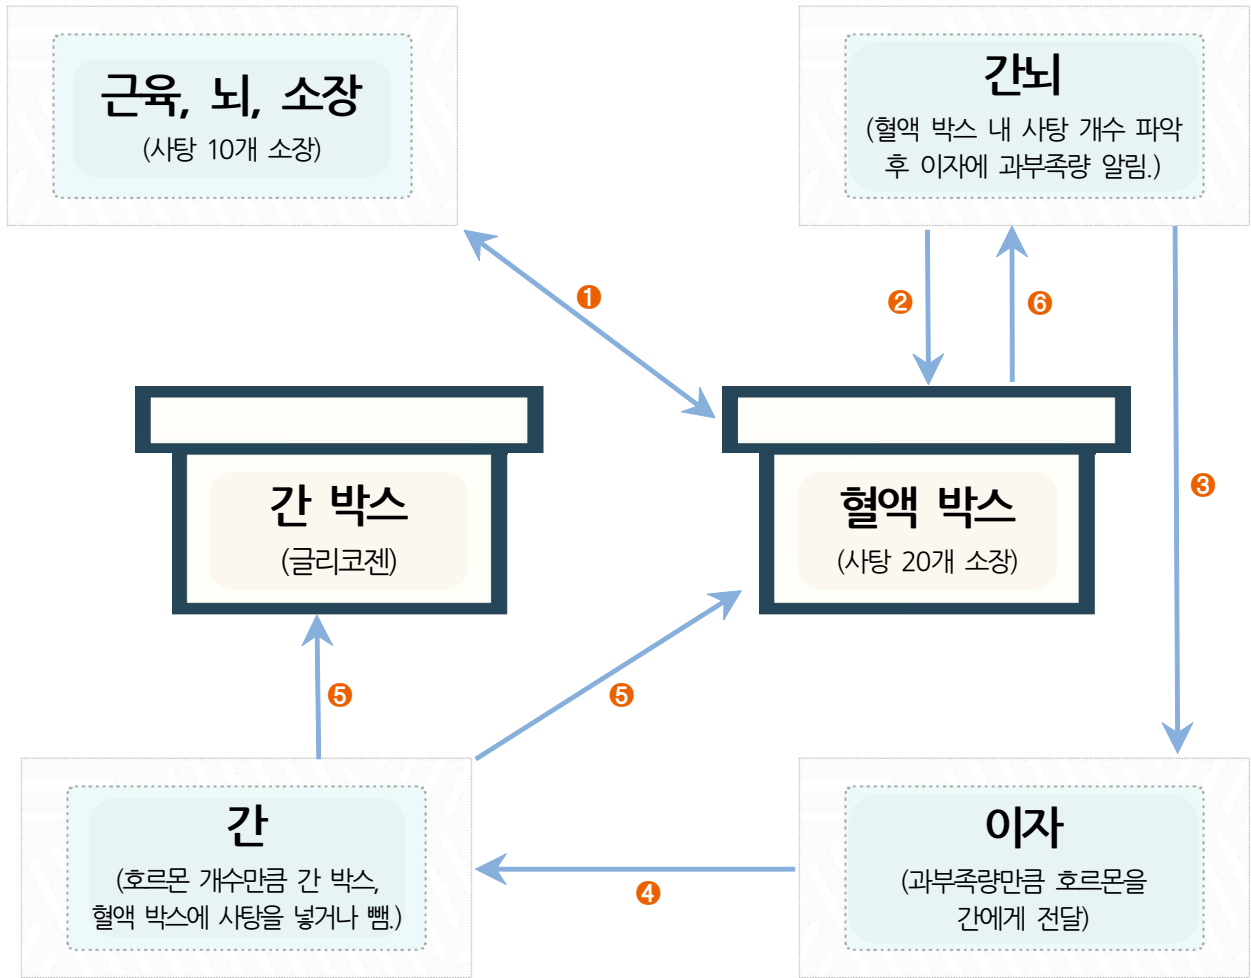 근육, 뇌, 소장
(사탕 10개 소장)
간뇌
(혈액 박스 내 사탕 개수 파악
후 이자에 과부족량 알림.)
❶
❷
❻
❸
간 박스
(글리코젠)
혈액 박스
(사탕 20개 소장)
❺
❺
간
(호르몬 개수만큼 간 박스,
혈액 박스에 사탕을 넣거나 뺌.)
❹
이자
(과부족량만큼 호르몬을
간에게 전달)